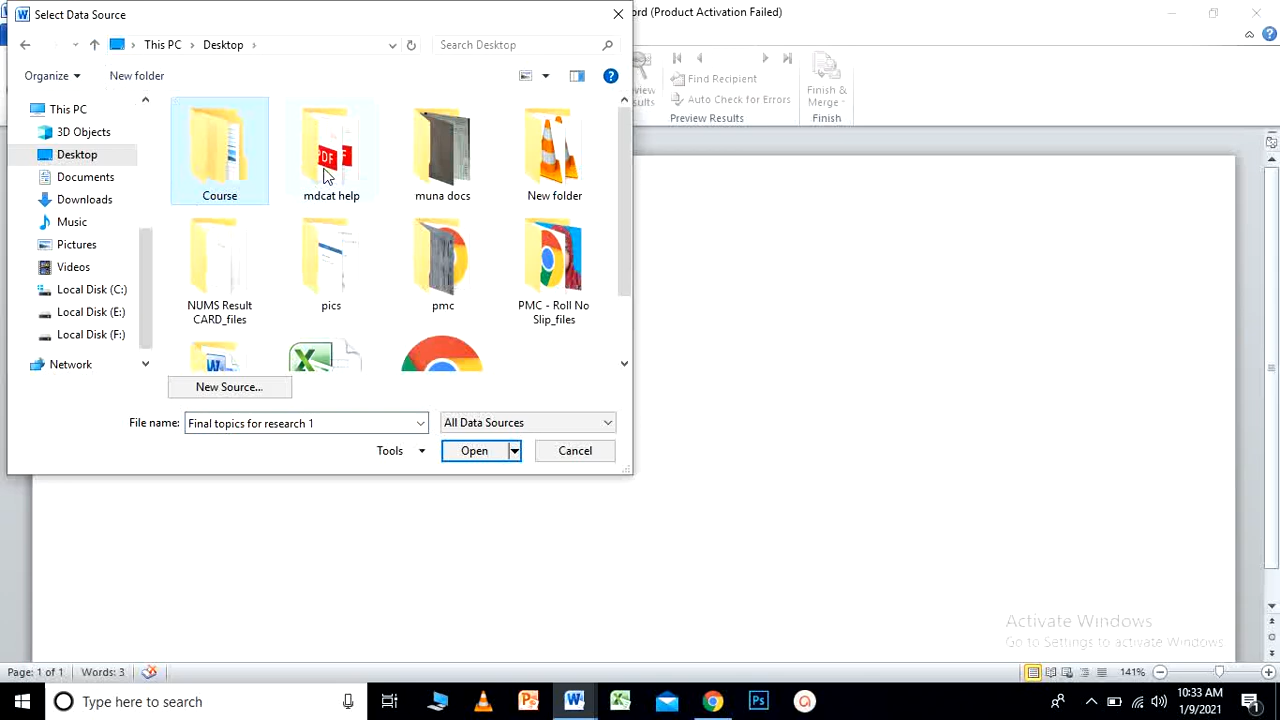 Select Data Source
ord (Product Activation Failed)
This PC
Desktop
Search Desktop
Organize
New folder
This PC
3D Objects
Desktop
Documents
Downloads
Music
Pictures
Videos
Local Disk (C:)
Local Disk (E:)
Local Disk (F:)
Network
PDF
Course
mdcat help
muna docs
New folder
NUMS Result
CARD_files
pics
pmc
PMC - Roll No
Slip_files
New Source...
File name:
Final topics for research 1
All Data Sources
Tools
Open
Cancel
Find Recipient
Auto Check for Errors
Preview Results
Finish &
Merge
Finish
Activate Windows
Go to Settings to activate Windows
Page: 1 of 1
Words: 3
141%
Type here to search
10:33 AM
1/9/2021